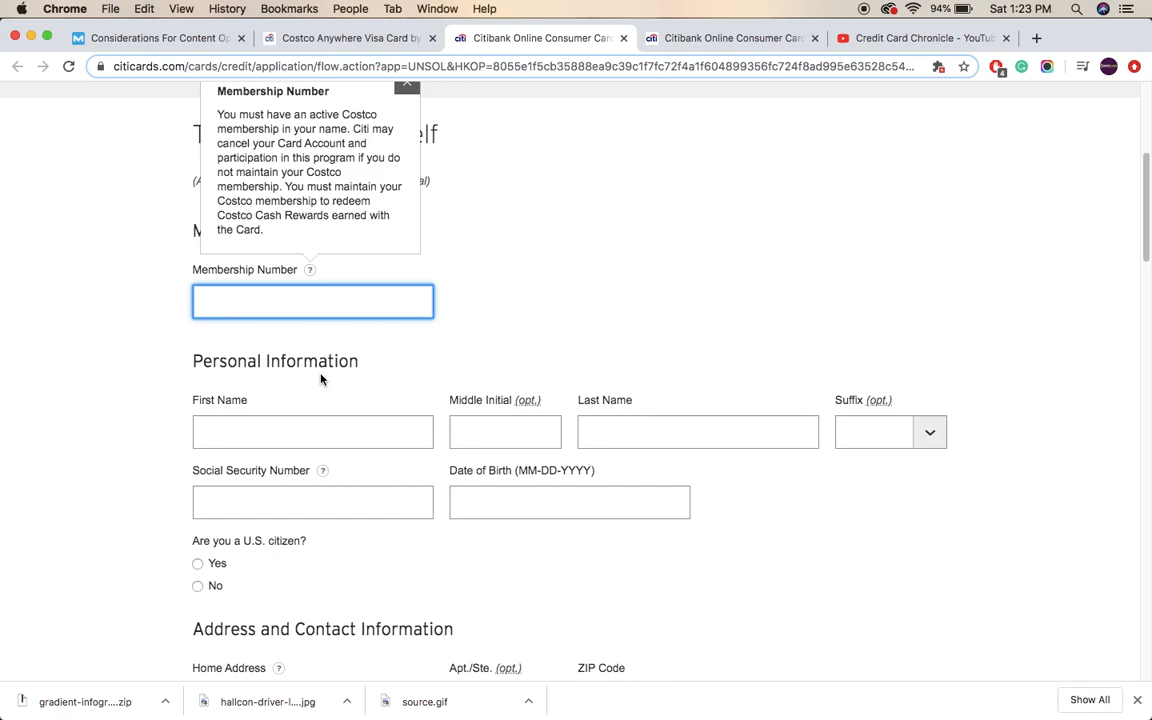 Chrome File Edit View History Bookmarks People Tab Window Help 94% Sat 1:23 PM
Considerations For Content Op
Costco Anywhere Visa Card by
Citibank Online Consumer Car
Citibank Online Consumer Car
Credit Card Chronicle - YouTub
citicards.com/cards/credit/application/flow.action?app=UNSOL&HKOP=8055e1f5cb35888ea9c39c1f7fc72f4a1f604899356fc724f8ad995e63528c54...
4
Membership Number
You must have an active Costco
membership in your name. Citi may
cancel your Card Account and
participation in this program if you do
not maintain your Costco
membership. You must maintain your
Costco membership to redeem
Costco Cash Rewards earned with
the Card.
Membership Number ?
Personal Information
First Name Middle Initial (opt.) Last Name Suffix (opt.)
Social Security Number ? Date of Birth (MM-DD-YYYY)
Are you a U.S. citizen?
Yes
No
Address and Contact Information
Home Address ? Apt./Ste. (opt.) ZIP Code
gradient-infogr....zip hallcon-driver-l....jpg source.gif Show All